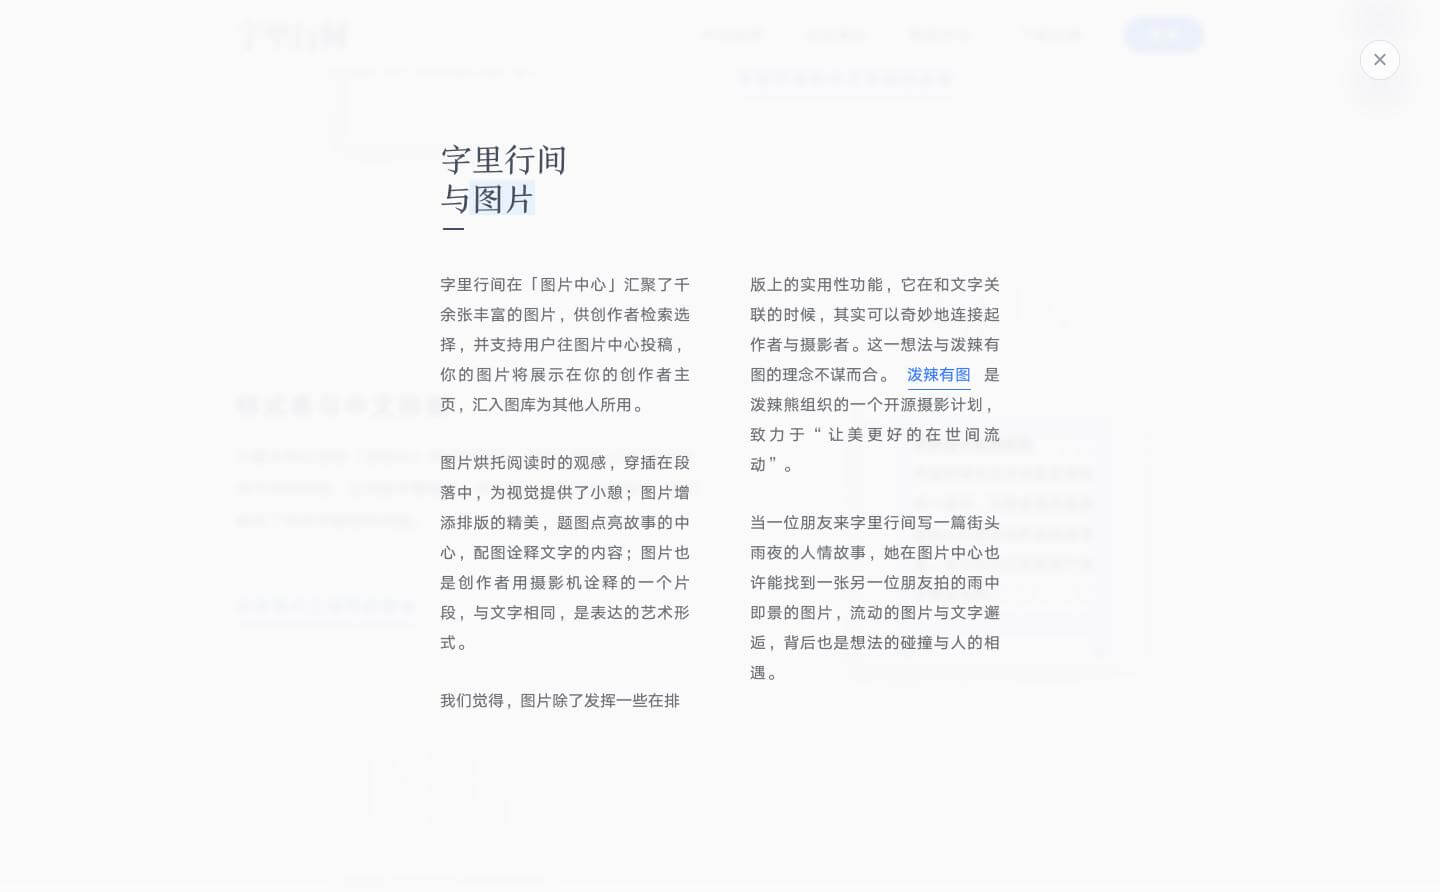 字里行间
与图片
字里行间在「图片中心」汇聚了千
余张丰富的图片，供创作者检索选
择，并支持用户往图片中心投稿，
你的图片将展示在你的创作者主
页，汇入图库为其他人所用。
图片烘托阅读时的观感，穿插在段
落中，为视觉提供了小憩；图片增
添排版的精美，题图点亮故事的中
心，配图诠释文字的内容；图片也
是创作者用摄影机诠释的一个片
段，与文字相同，是表达的艺术形
式。
我们觉得，图片除了发挥一些在排
版上的实用性功能，它在和文字关
联的时候，其实可以奇妙地连接起
作者与摄影者。这一想法与泼辣有
图的理念不谋而合。 泼辣有图 是
泼辣熊组织的一个开源摄影计划，
致力于“让美更好的在世间流
动”。
当一位朋友来字里行间写一篇街头
雨夜的人情故事，她在图片中心也
许能找到一张另一位朋友拍的雨中
即景的图片，流动的图片与文字邂
逅，背后也是想法的碰撞与人的相
遇。